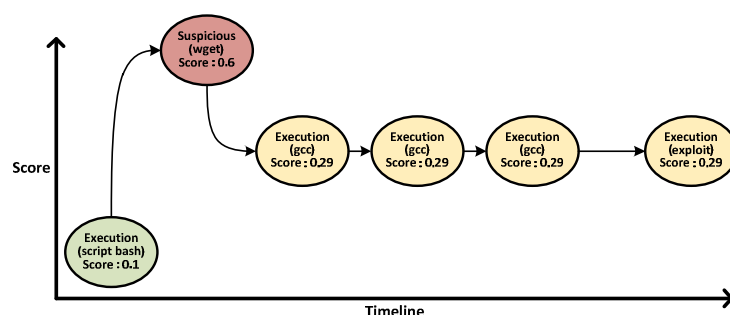 Suspicious
(wget)
Score : 0.6
Execution
(gcc)
Score : 0.29
Execution
(gcc)
Score : 0.29
Execution
(gcc)
Score : 0.29
Execution
(exploit)
Score : 0.29
Score
Execution
(script bash)
Score : 0.1
Timeline